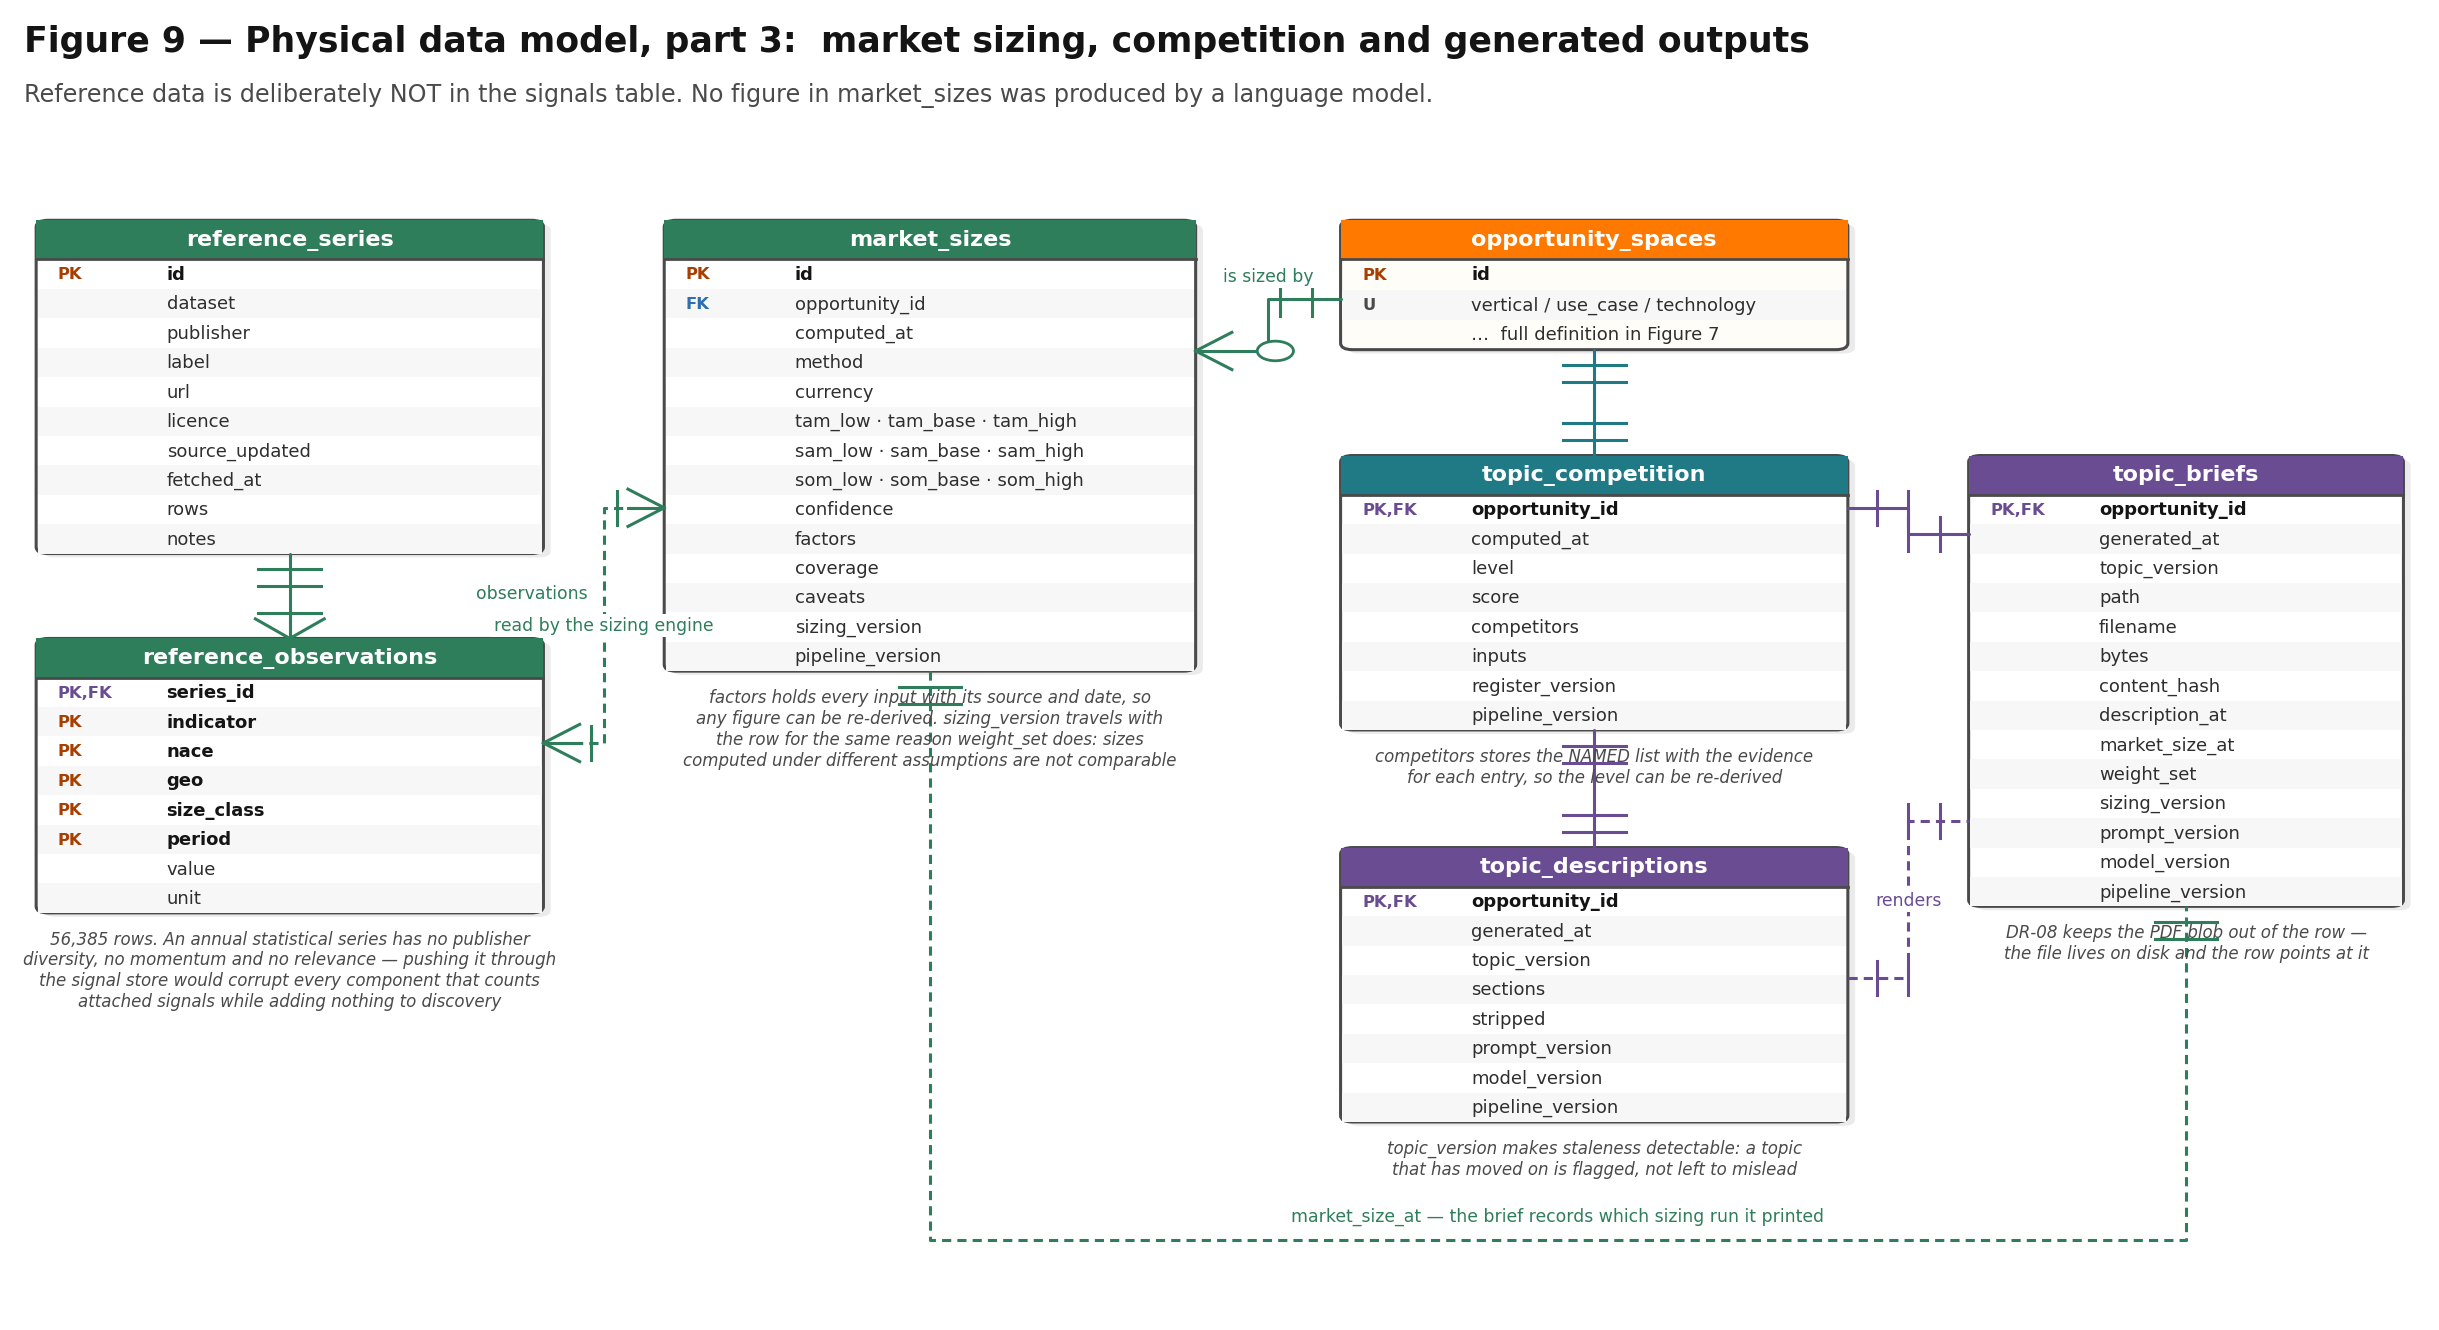 Figure 9 — Physical data model, part 3:  market sizing, competition and generated outputs
Reference data is deliberately NOT in the signals table. No figure in market_sizes was produced by a language model.
reference_series
PK id
dataset
publisher
label
url
licence
source_updated
fetched_at
rows
notes
observations
read by the sizing engine
reference_observations
PK,FK series_id
PK indicator
PK nace
PK geo
PK size_class
PK period
value
unit
56,385 rows. An annual statistical series has no publisher
diversity, no momentum and no relevance — pushing it through
the signal store would corrupt every component that counts
attached signals while adding nothing to discovery
market_sizes
PK id
FK opportunity_id
computed_at
method
currency
tam_low · tam_base · tam_high
sam_low · sam_base · sam_high
som_low · som_base · som_high
confidence
factors
coverage
caveats
sizing_version
pipeline_version
factors holds every input with its source and date, so
any figure can be re-derived. sizing_version travels with
the row for the same reason weight_set does: sizes
computed under different assumptions are not comparable
is sized by
opportunity_spaces
PK id
U vertical / use_case / technology
... full definition in Figure 7
topic_competition
PK,FK opportunity_id
computed_at
level
score
competitors
inputs
register_version
pipeline_version
competitors stores the NAMED list with the evidence
for each entry, so the level can be re-derived
topic_descriptions
PK,FK opportunity_id
generated_at
topic_version
sections
stripped
prompt_version
model_version
pipeline_version
topic_version makes staleness detectable: a topic
that has moved on is flagged, not left to mislead
renders
topic_briefs
PK,FK opportunity_id
generated_at
topic_version
path
filename
bytes
content_hash
description_at
market_size_at
weight_set
sizing_version
prompt_version
model_version
pipeline_version
DR-08 keeps the PDF blob out of the row —
the file lives on disk and the row points at it
market_size_at — the brief records which sizing run it printed